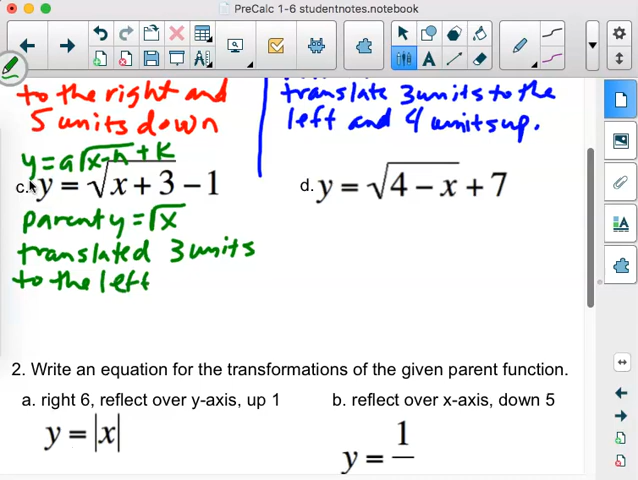 PreCalc 1-6 studentnotes.notebook
to the right and
5 units down
translate 3 units to the
left and 4 units up.
y = a√x-h + k
c. y = √x + 3 − 1
d. y = √4 − x + 7
parent y = √x
translated 3 units
to the left
2. Write an equation for the transformations of the given parent function.
a. right 6, reflect over y-axis, up 1
b. reflect over x-axis, down 5
y = |x|
y = 1